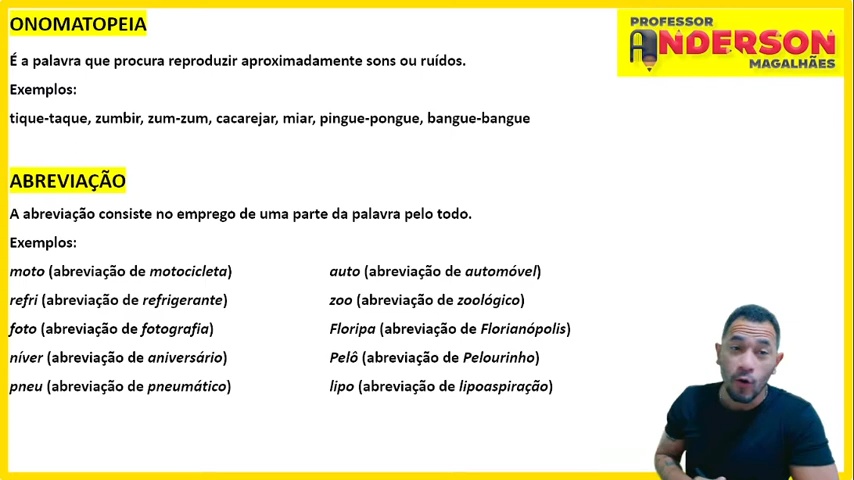 ONOMATOPEIA
PROFESSOR
ANDERSON
MAGALHÃES
É a palavra que procura reproduzir aproximadamente sons ou ruídos.
Exemplos:
tique-taque, zumbir, zum-zum, cacarejar, miar, pingue-pongue, bangue-bangue
ABREVIAÇÃO
A abreviação consiste no emprego de uma parte da palavra pelo todo.
Exemplos:
moto (abreviação de motocicleta)
refri (abreviação de refrigerante)
foto (abreviação de fotografia)
níver (abreviação de aniversário)
pneu (abreviação de pneumático)
auto (abreviação de automóvel)
zoo (abreviação de zoológico)
Floripa (abreviação de Florianópolis)
Pelô (abreviação de Pelourinho)
lipo (abreviação de lipoaspiração)